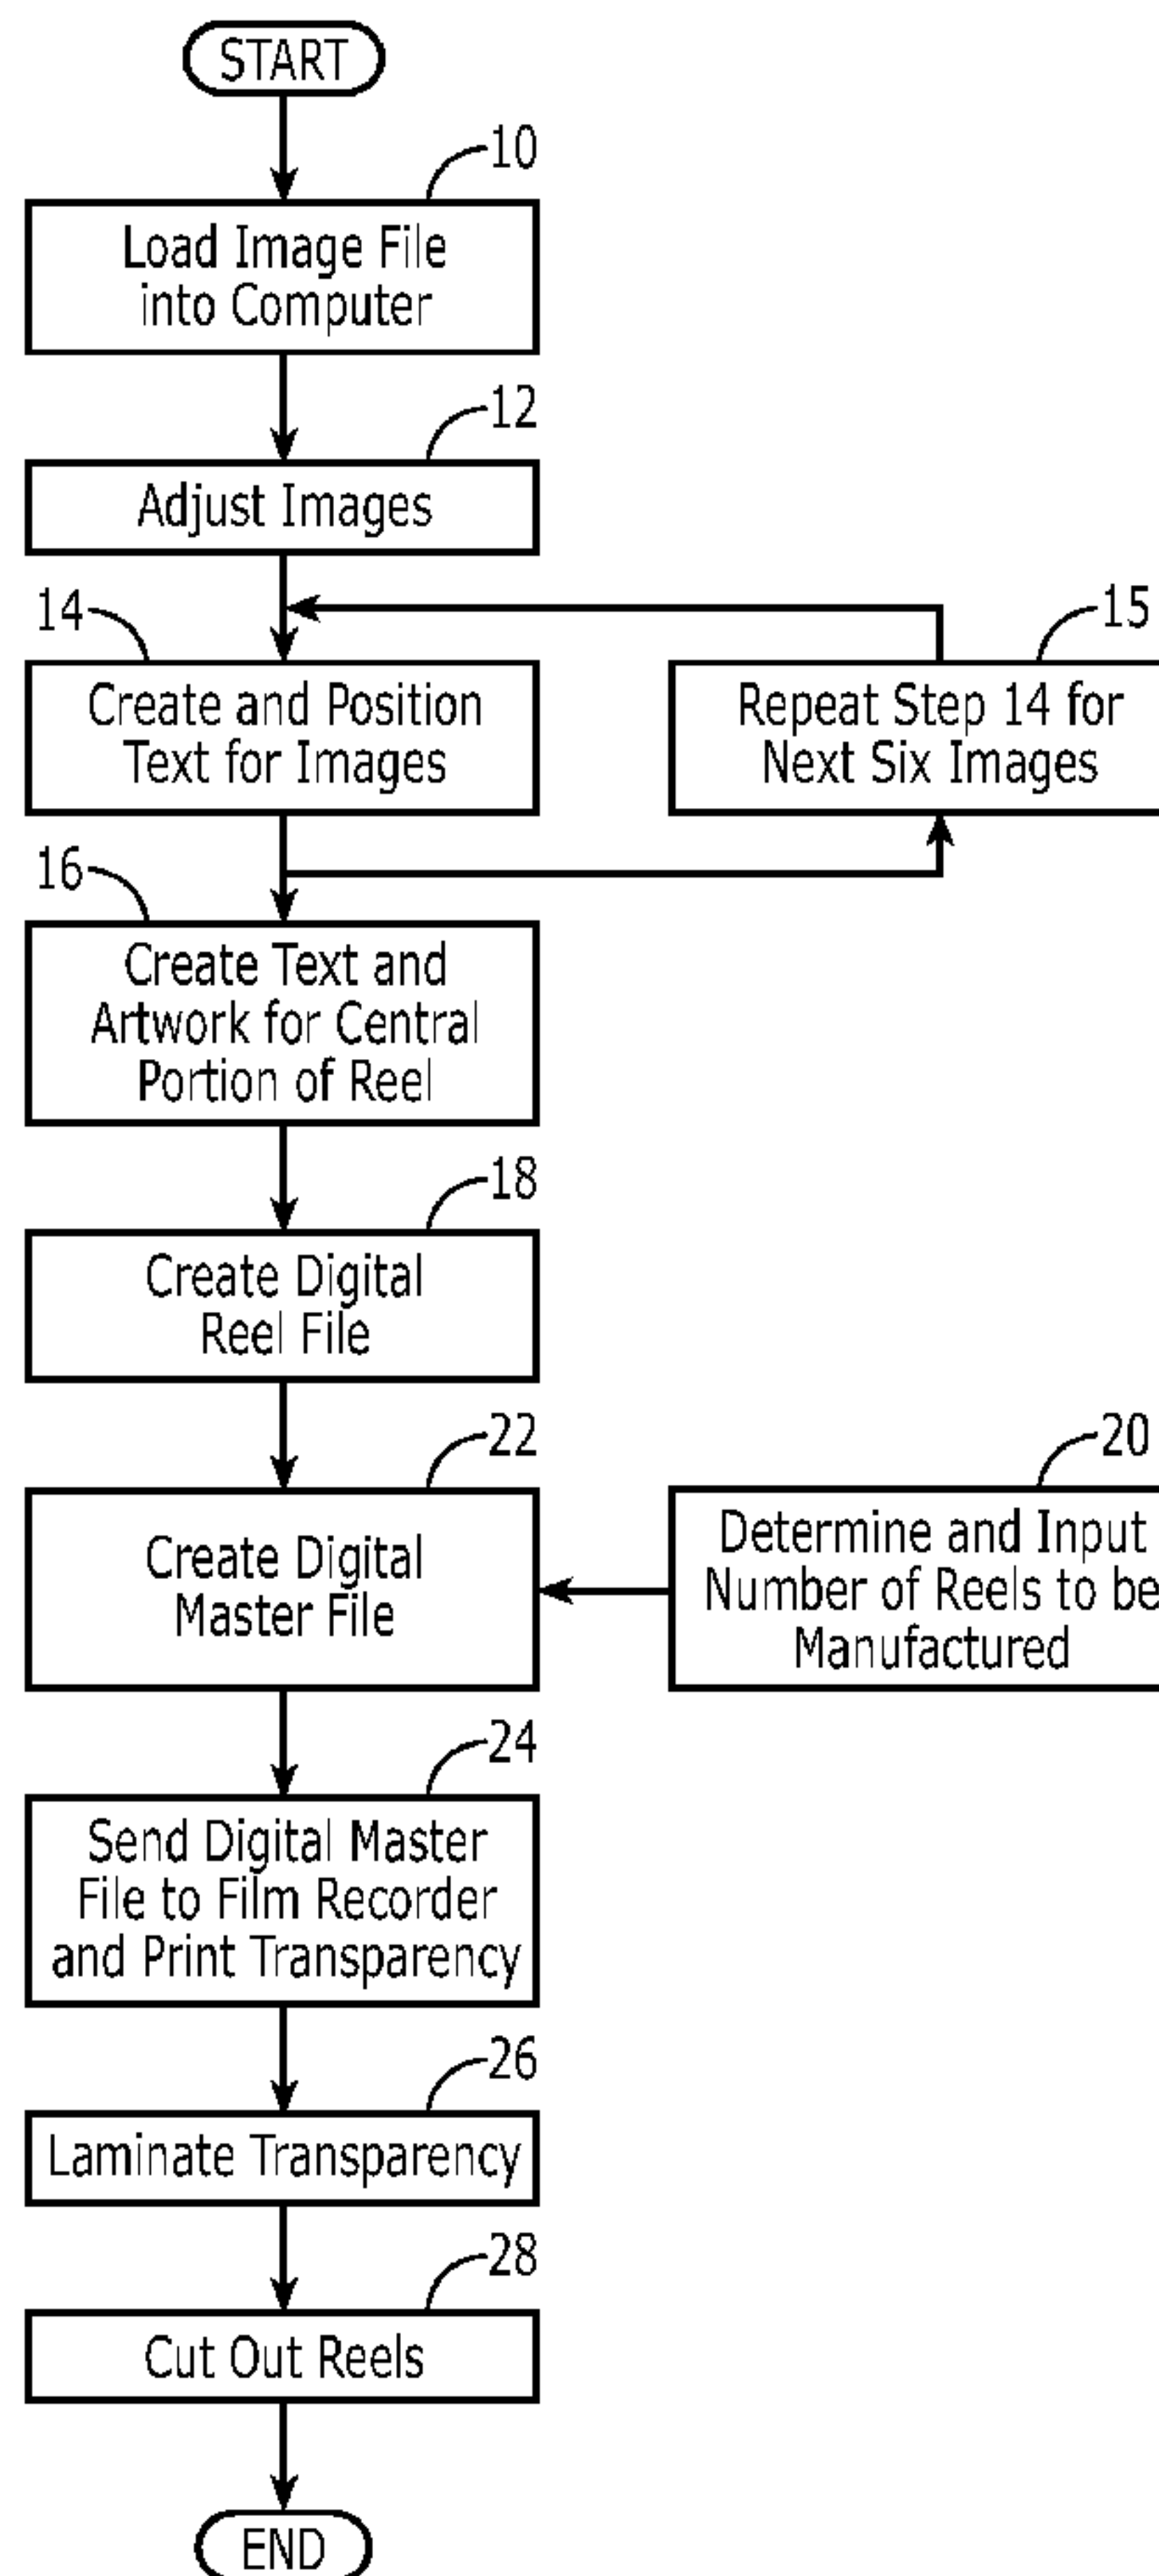 START
10
Load Image File
into Computer
12
Adjust Images
14
Create and Position
Text for Images
15
Repeat Step 14 for
Next Six Images
16
Create Text and
Artwork for Central
Portion of Reel
18
Create Digital
Reel File
22
Create Digital
Master File
20
Determine and Input
Number of Reels to be
Manufactured
24
Send Digital Master
File to Film Recorder
and Print Transparency
26
Laminate Transparency
28
Cut Out Reels
END